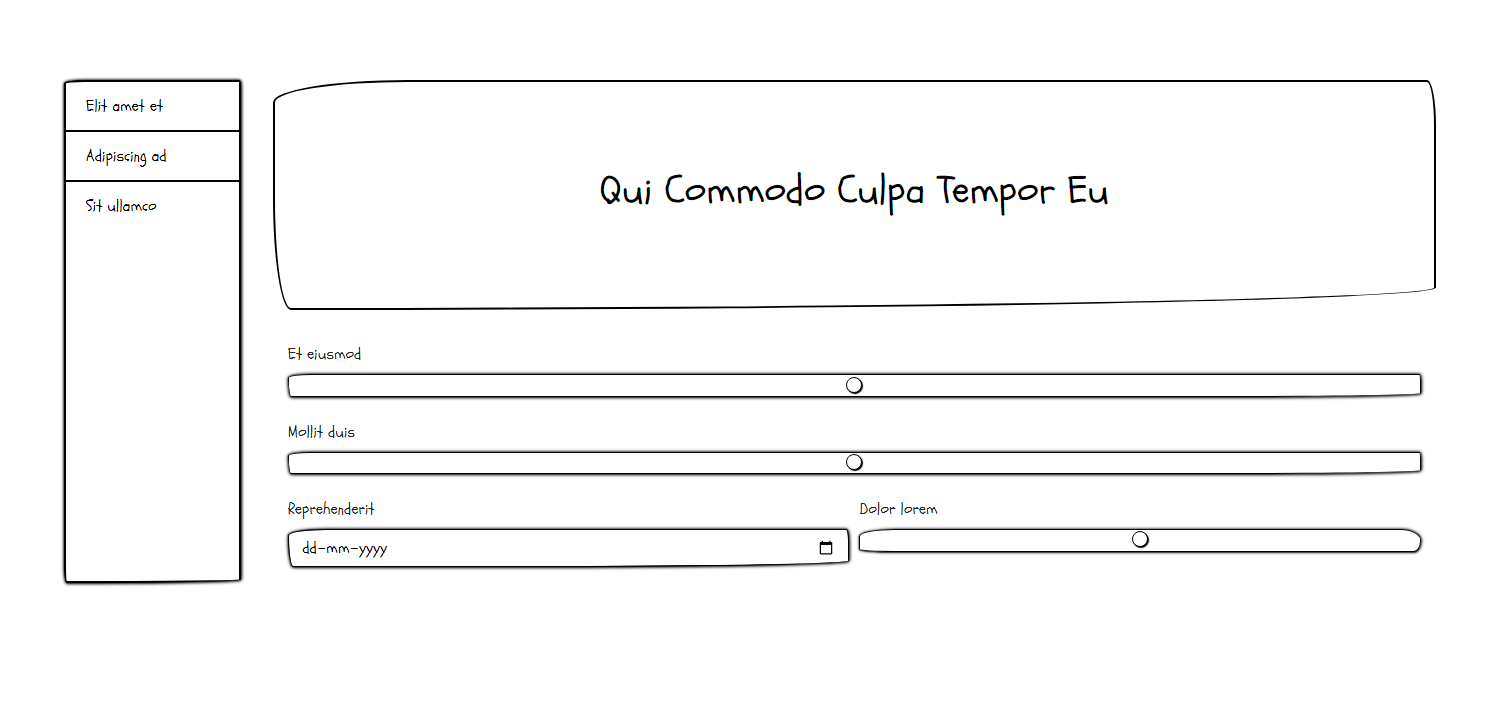 Elit amet et
Adipiscing ad
Sit ullamco
Qui Commodo Culpa Tempor Eu
Et eiusmod
Mollit duis
Reprehenderit
Dolor lorem
dd-mm-yyyy